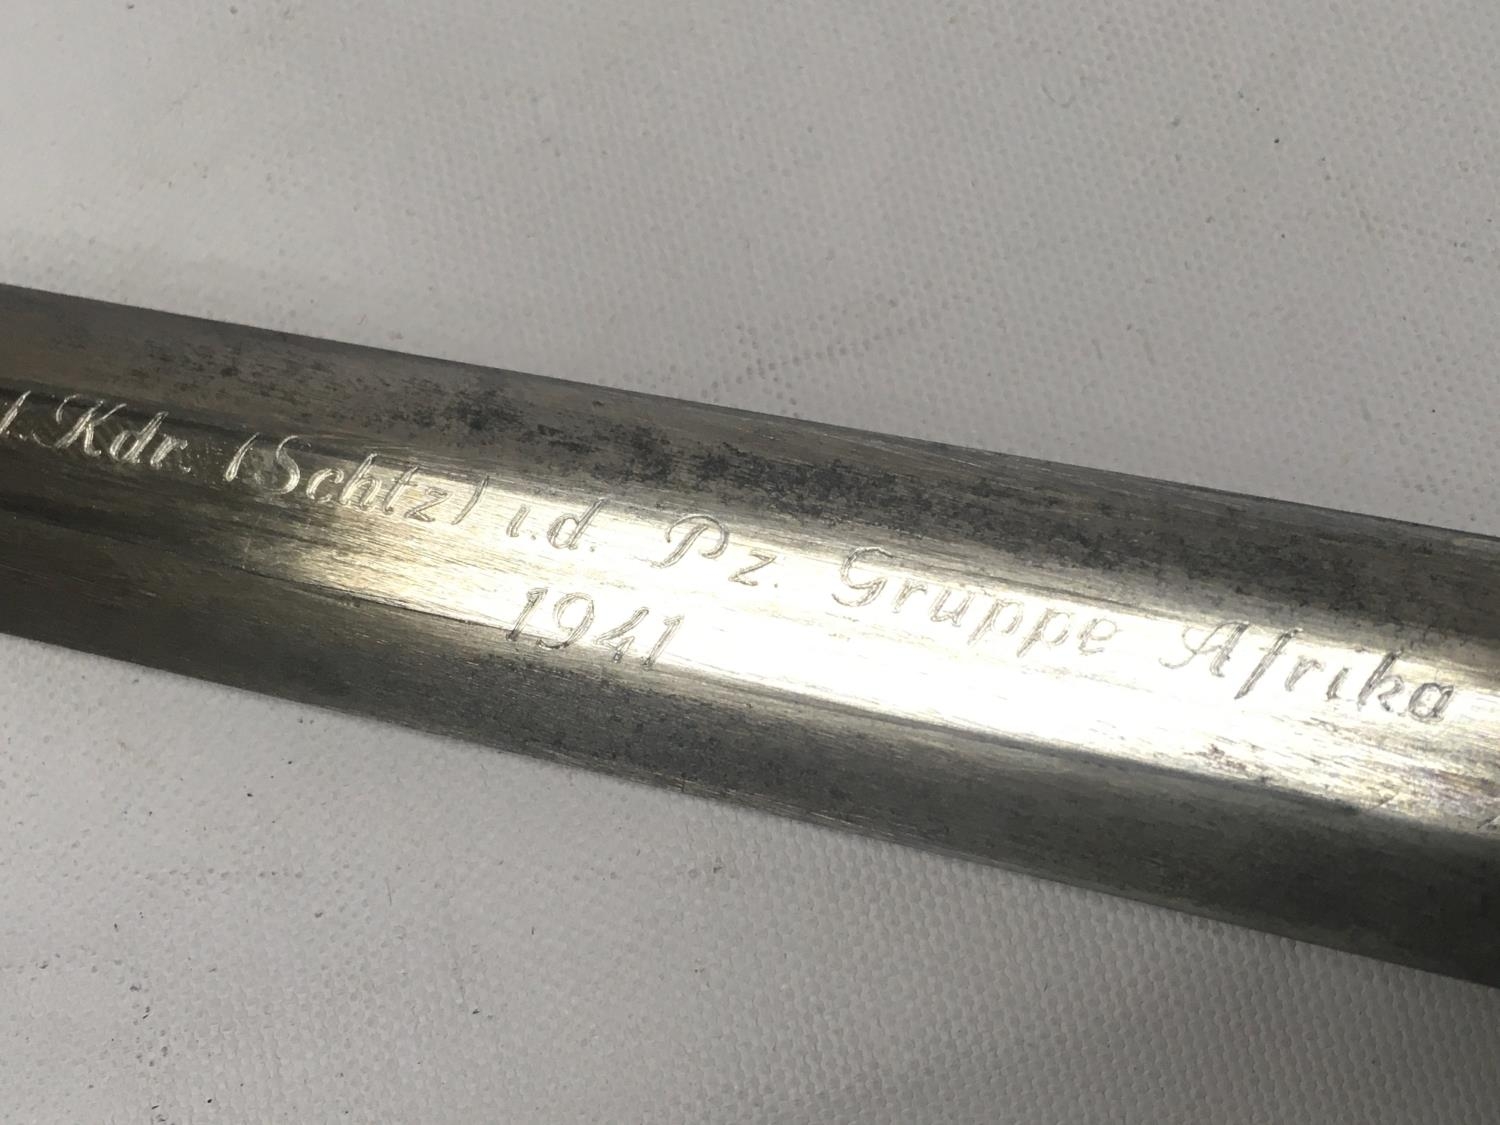 l. Kdr. (Schtz) i.d. Pz. Gruppe Afrika
1941